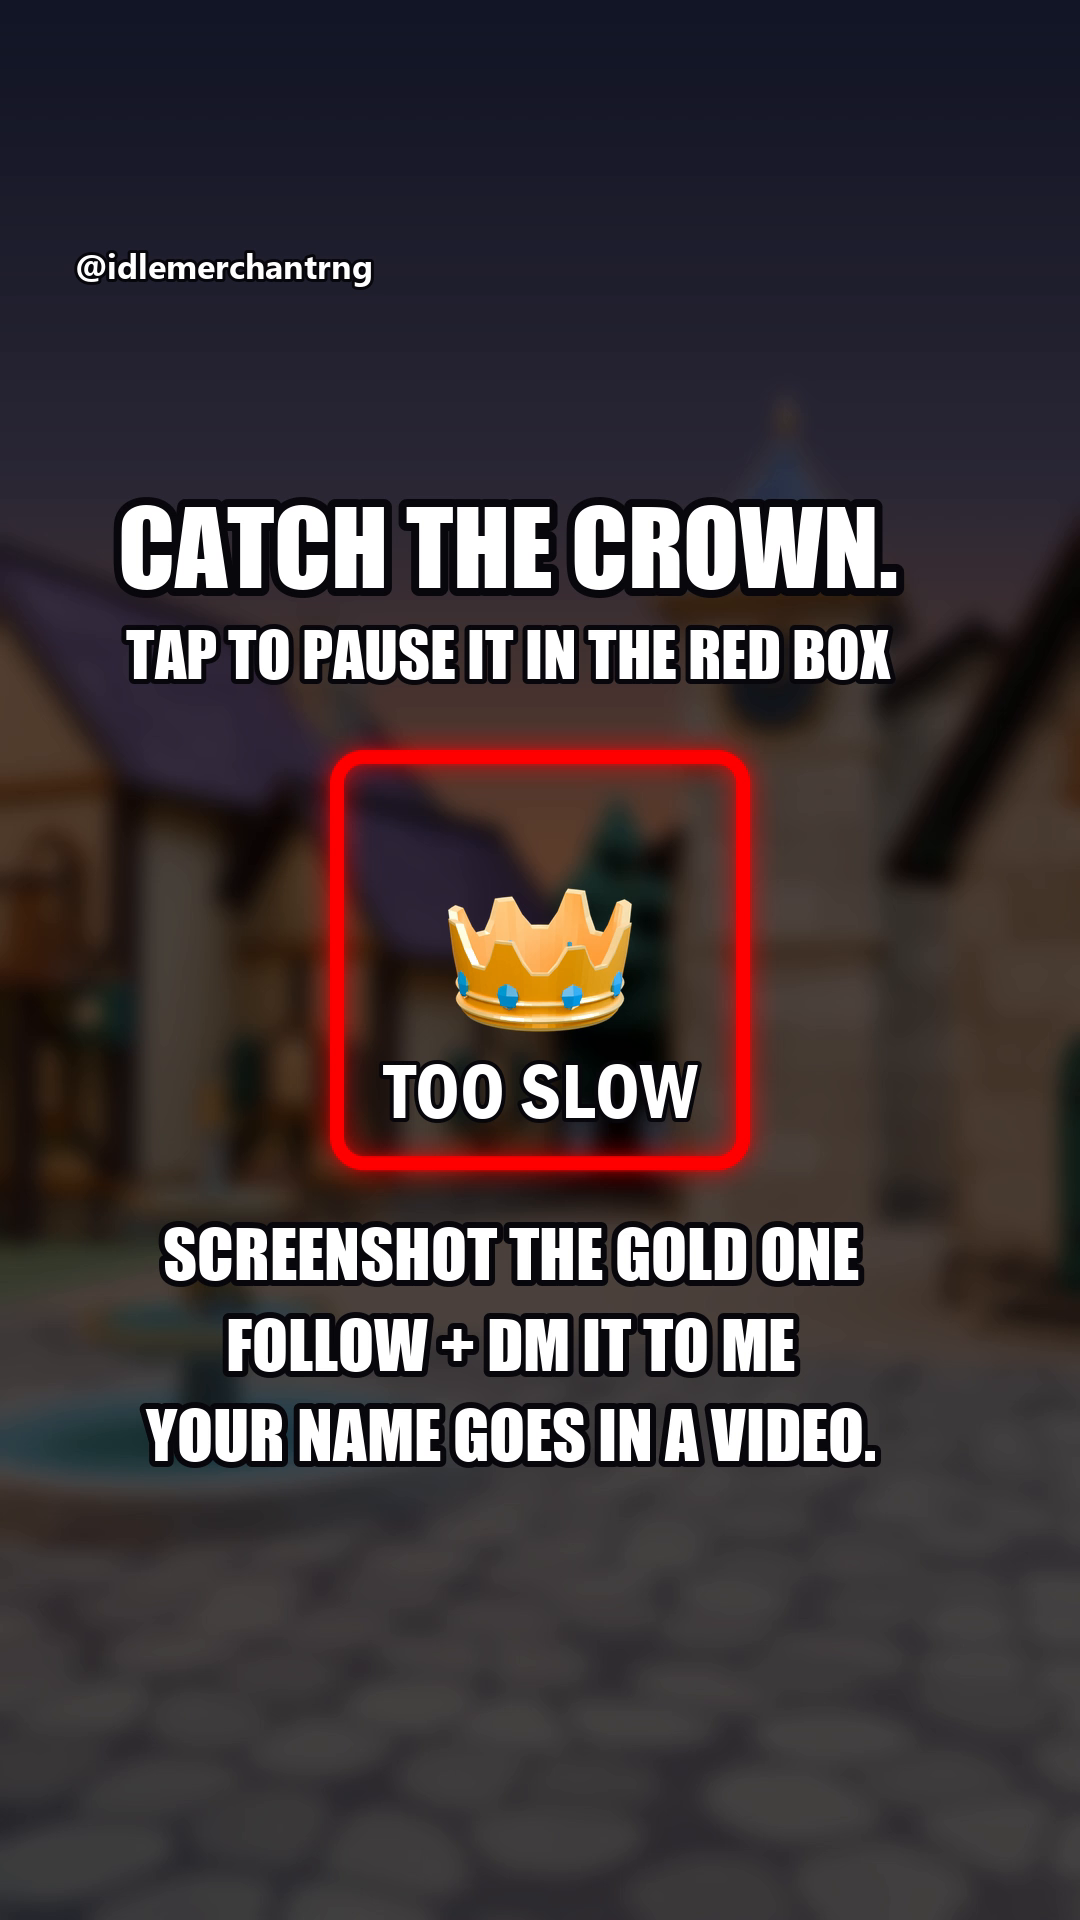 @idlemerchantrng
CATCH THE CROWN.
TAP TO PAUSE IT IN THE RED BOX
TOO SLOW
SCREENSHOT THE GOLD ONE
FOLLOW + DM IT TO ME
YOUR NAME GOES IN A VIDEO.